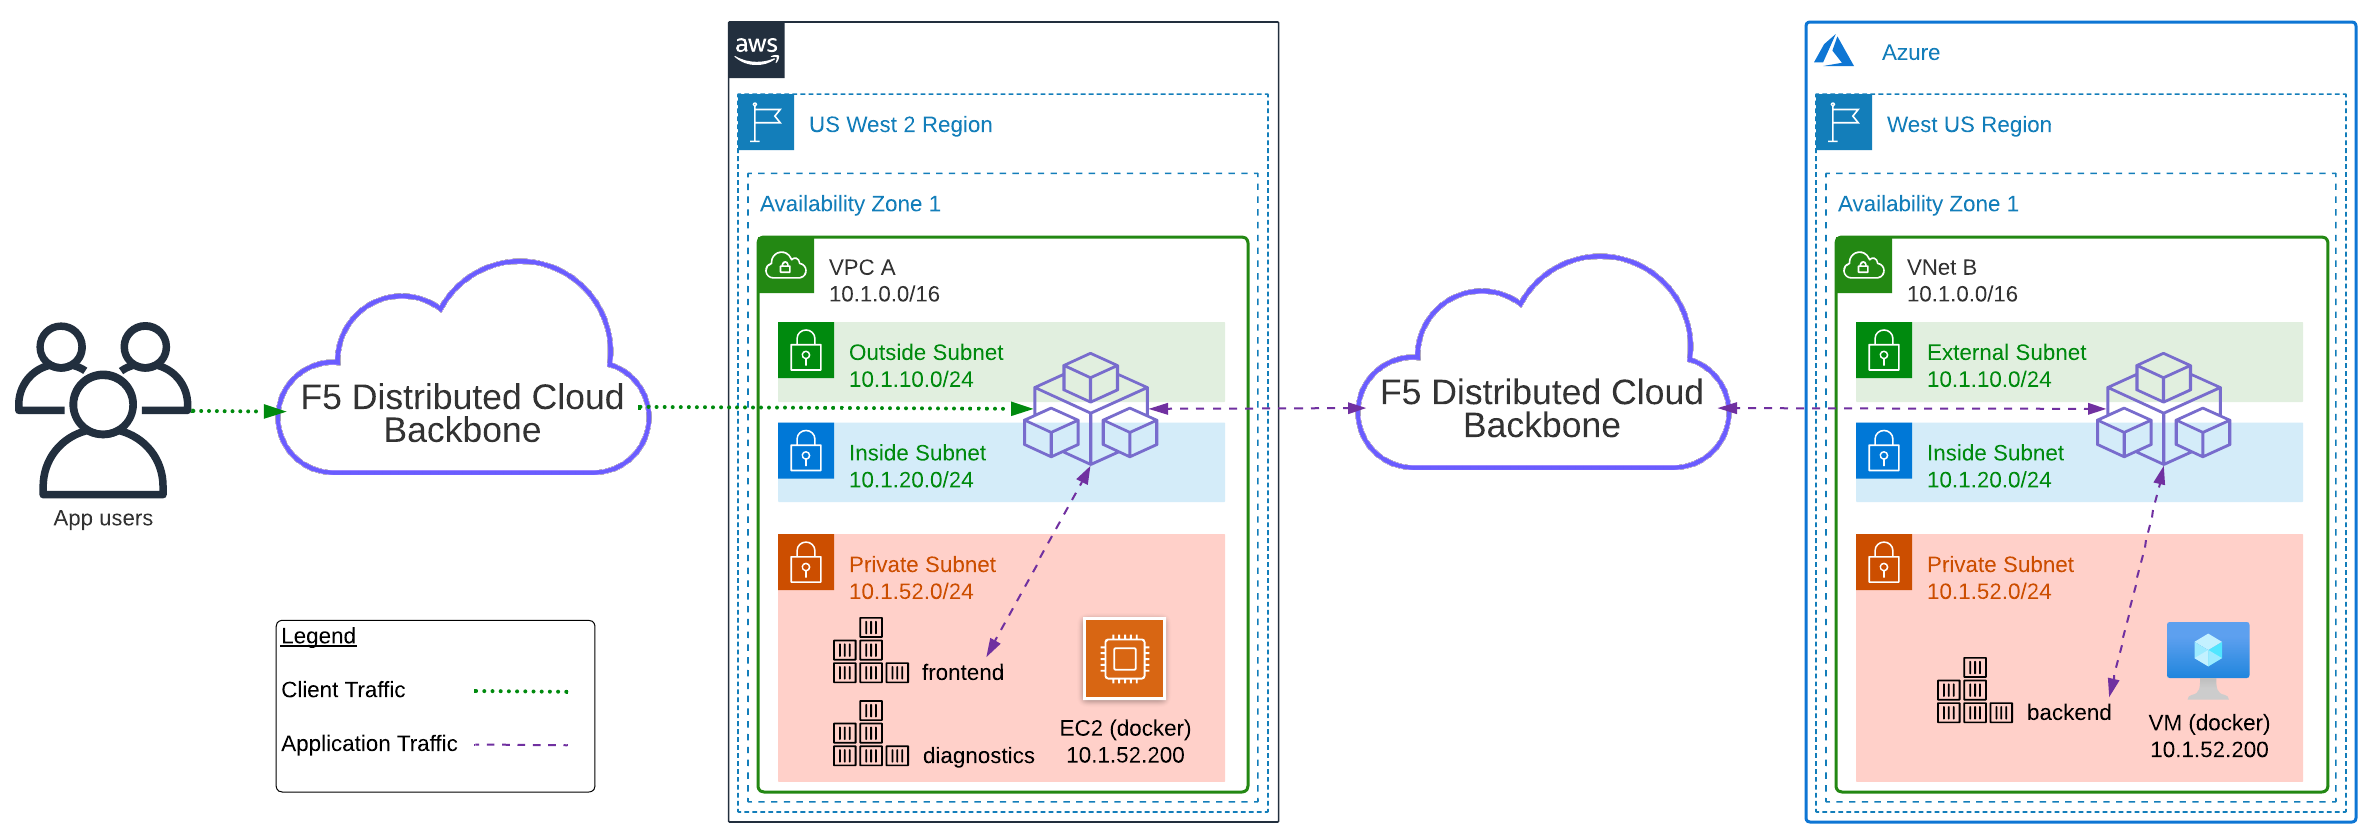 App users
F5 Distributed Cloud
Backbone
Legend
Client Traffic
Application Traffic
aws
US West 2 Region
Availability Zone 1
VPC A
10.1.0.0/16
Outside Subnet
10.1.10.0/24
Inside Subnet
10.1.20.0/24
Private Subnet
10.1.52.0/24
frontend
diagnostics
EC2 (docker)
10.1.52.200
F5 Distributed Cloud
Backbone
Azure
West US Region
Availability Zone 1
VNet B
10.1.0.0/16
External Subnet
10.1.10.0/24
Inside Subnet
10.1.20.0/24
Private Subnet
10.1.52.0/24
backend
VM (docker)
10.1.52.200